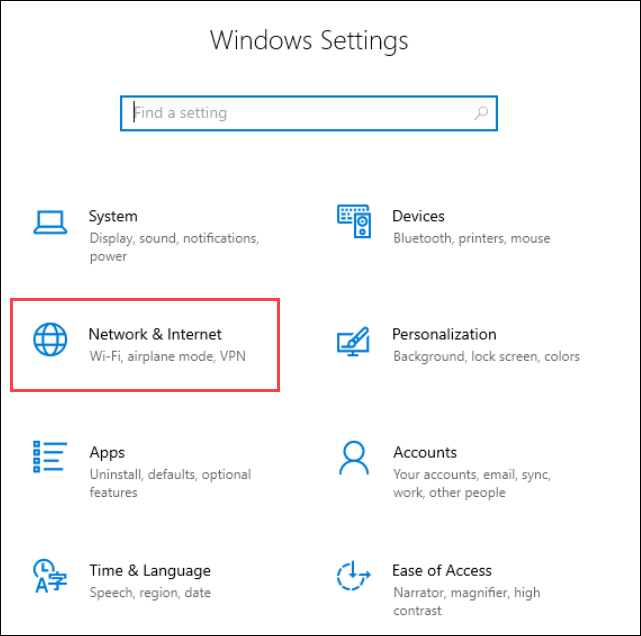 Windows Settings
Find a setting
System
Display, sound, notifications,
power
Devices
Bluetooth, printers, mouse
Network & Internet
Wi-Fi, airplane mode, VPN
Personalization
Background, lock screen, colors
Apps
Uninstall, defaults, optional
features
Accounts
Your accounts, email, sync,
work, other people
A字
Time & Language
Speech, region, date
Ease of Access
Narrator, magnifier, high
contrast